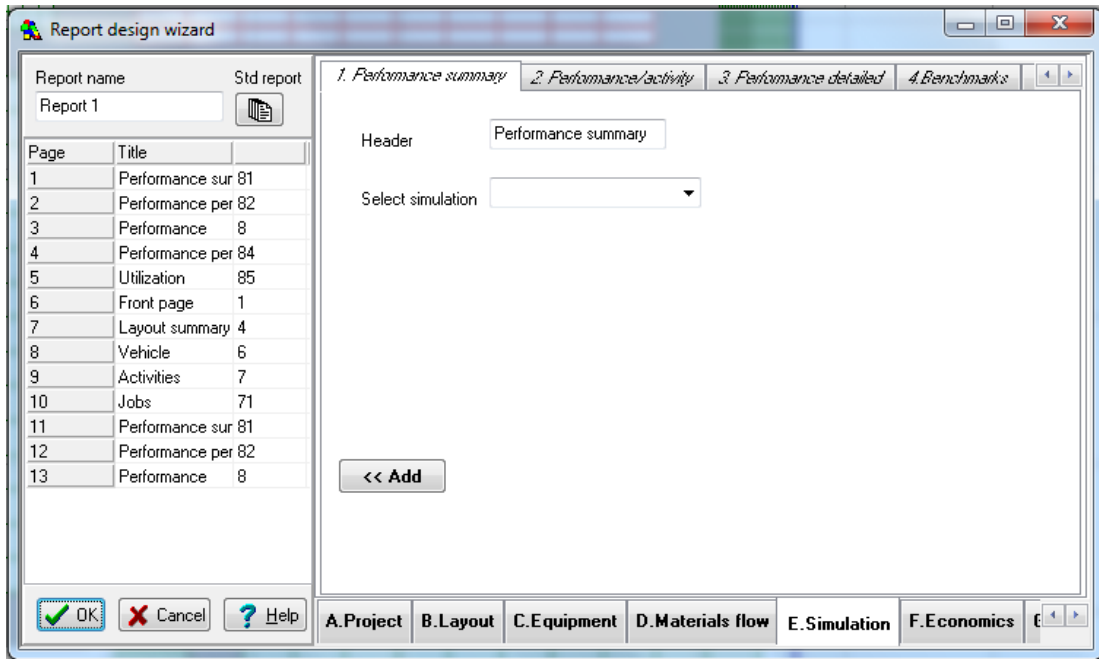 Report design wizard
Report name Std report
Report 1
Page Title
1 Performance sur 81
2 Performance per 82
3 Performance 8
4 Performance per 84
5 Utilization 85
6 Front page 1
7 Layout summary 4
8 Vehicle 6
9 Activities 7
10 Jobs 71
11 Performance sur 81
12 Performance per 82
13 Performance 8
OK Cancel Help
1. Performance summary 2. Performance/activity 3. Performance detailed 4.Benchmarks
Header Performance summary
Select simulation
<< Add
A.Project B.Layout C.Equipment D.Materials flow E.Simulation F.Economics